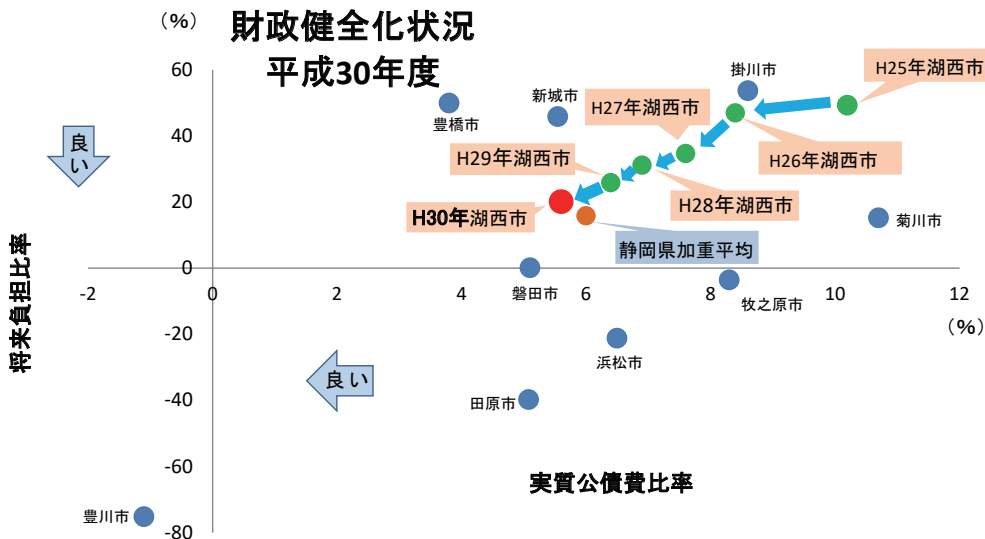 財政健全化状況
平成30年度
（%）
60
40
20
0
-20
-40
-60
-80
-2
0
2
4
6
8
10
12
（%）
将来負担比率
実質公債費比率
良い
良い
豊橋市
新城市
掛川市
H25年湖西市
H27年湖西市
H26年湖西市
H29年湖西市
H28年湖西市
H30年湖西市
静岡県加重平均
菊川市
磐田市
牧之原市
浜松市
田原市
豊川市